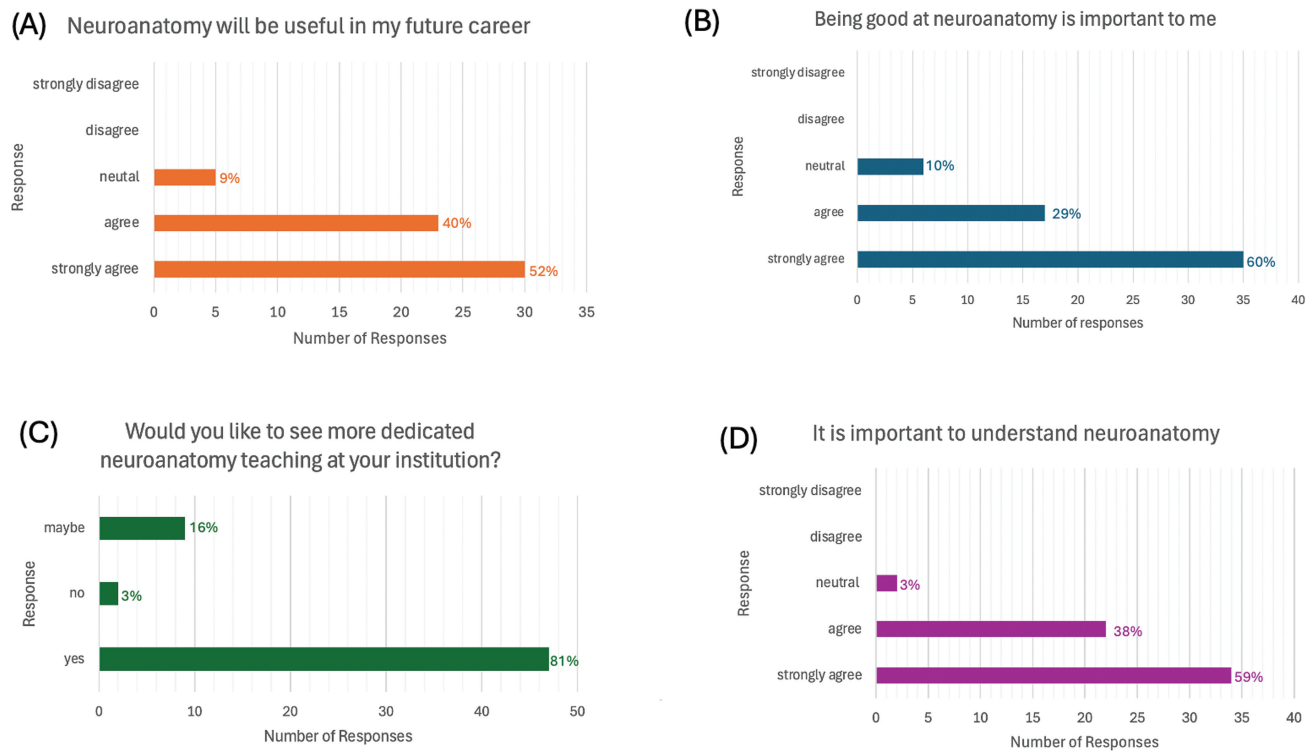 (A) Neuroanatomy will be useful in my future career
Response
strongly disagree
disagree
neutal 9%
agree 40%
strongly agree 52%
0 5 10 15 20 25 30 35
Number of Responses
(B) Being good at neuroanatomy is important to me
Response
strongly disagree
disagree
neutral 10%
agree 29%
strongly agree 60%
0 5 10 15 20 25 30 35 40
Number of responses
(C) Would you like to see more dedicated
neuroanatomy teaching at your institution?
Response
maybe 16%
no 3%
yes 81%
0 10 20 30 40 50
Number of Responses
(D) It is important to understand neuroanatomy
Response
strongly disagree
disagree
neutral 3%
agree 38%
strongly agree 59%
0 5 10 15 20 25 30 35 40
Number of Responses